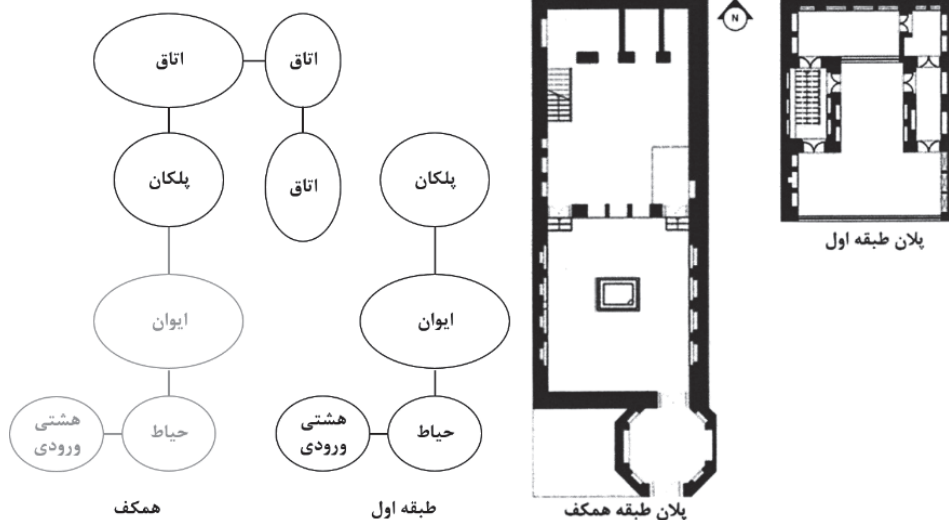 اتاق
اتاق
پلکان
اتاق
پلکان
ایوان
ایوان
هشتی
ورودی
حیاط
هشتی
ورودی
حیاط
همکف
طبقه اول
N
پلان طبقه اول
پلان طبقه همکف